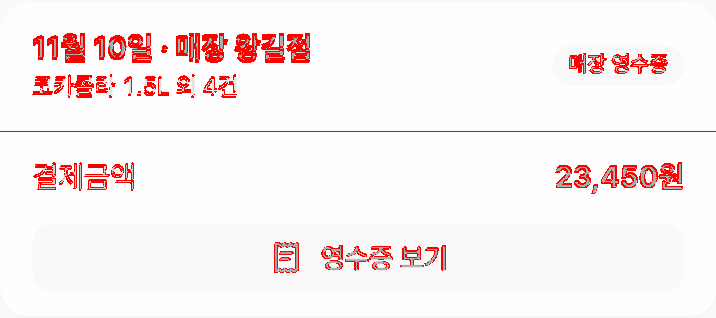 11월 10일 · 매장 왕길점
코카콜라 1.5L 외 4건
매장 영수증
결제금액
23,450원
영수증 보기